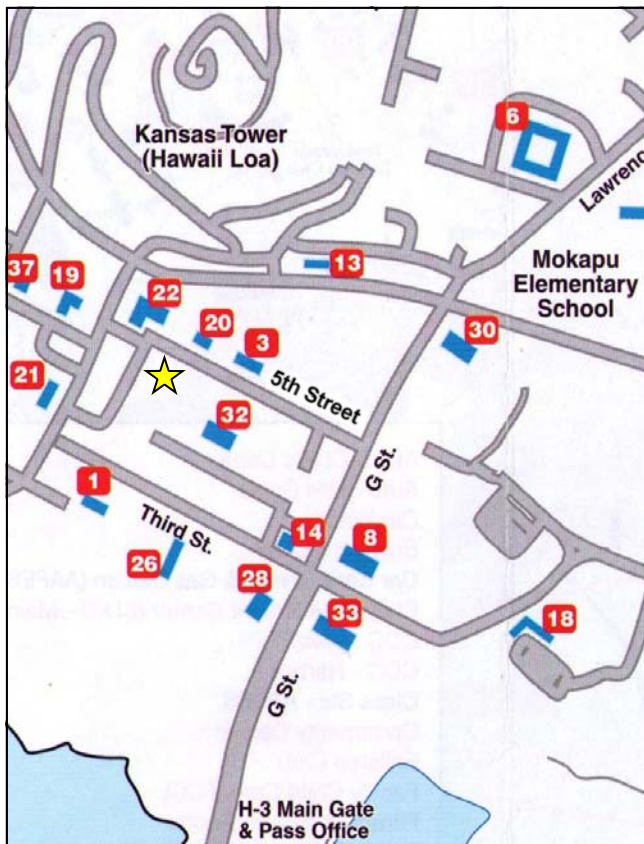 6
Kansas Tower
(Hawaii Loa)
Lawrenc
13
Mokapu
Elementary
School
37
19
22
20
3
30
21
5th Street
32
G St.
1
Third St.
14
8
26
28
33
18
G St.
H-3 Main Gate
& Pass Office